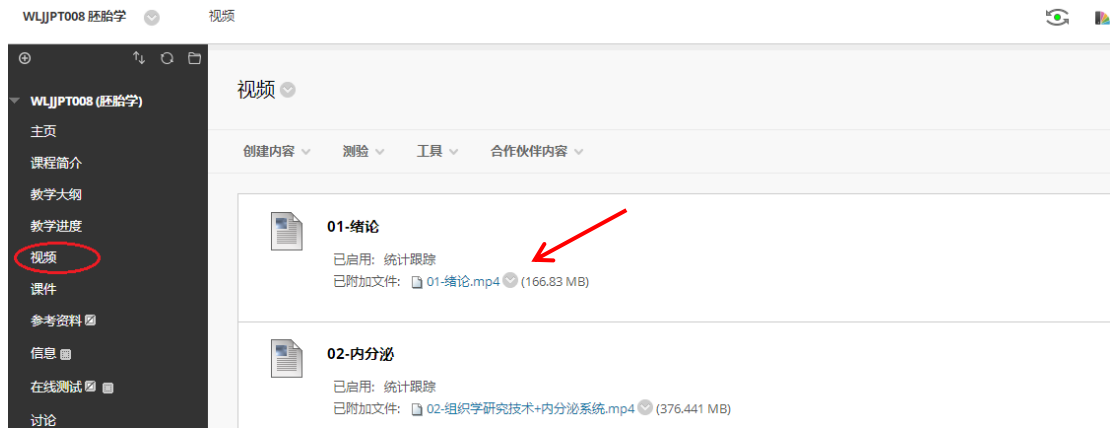 WLJJPT008 胚胎学
视频
WLJJPT008 (胚胎学)
主页
课程简介
教学大纲
教学进度
视频
课件
参考资料
信息
在线测试
讨论
视频
创建内容 测验 工具 合作伙伴内容
01-绪论
已启用: 统计跟踪
已附加文件: 01-绪论.mp4 (166.83 MB)
02-内分泌
已启用: 统计跟踪
已附加文件: 02-组织学研究技术+内分泌系统.mp4 (376.441 MB)